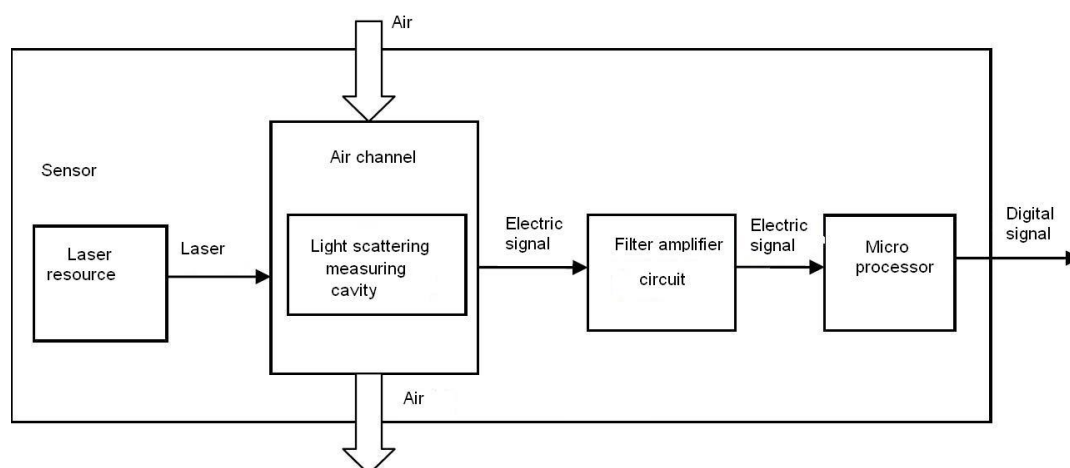 Air
Sensor
Air channel
Laser
resource
Laser
Light scattering
measuring
cavity
Electric
signal
Filter amplifier
circuit
Electric
signal
Micro
processor
Digital
signal
Air